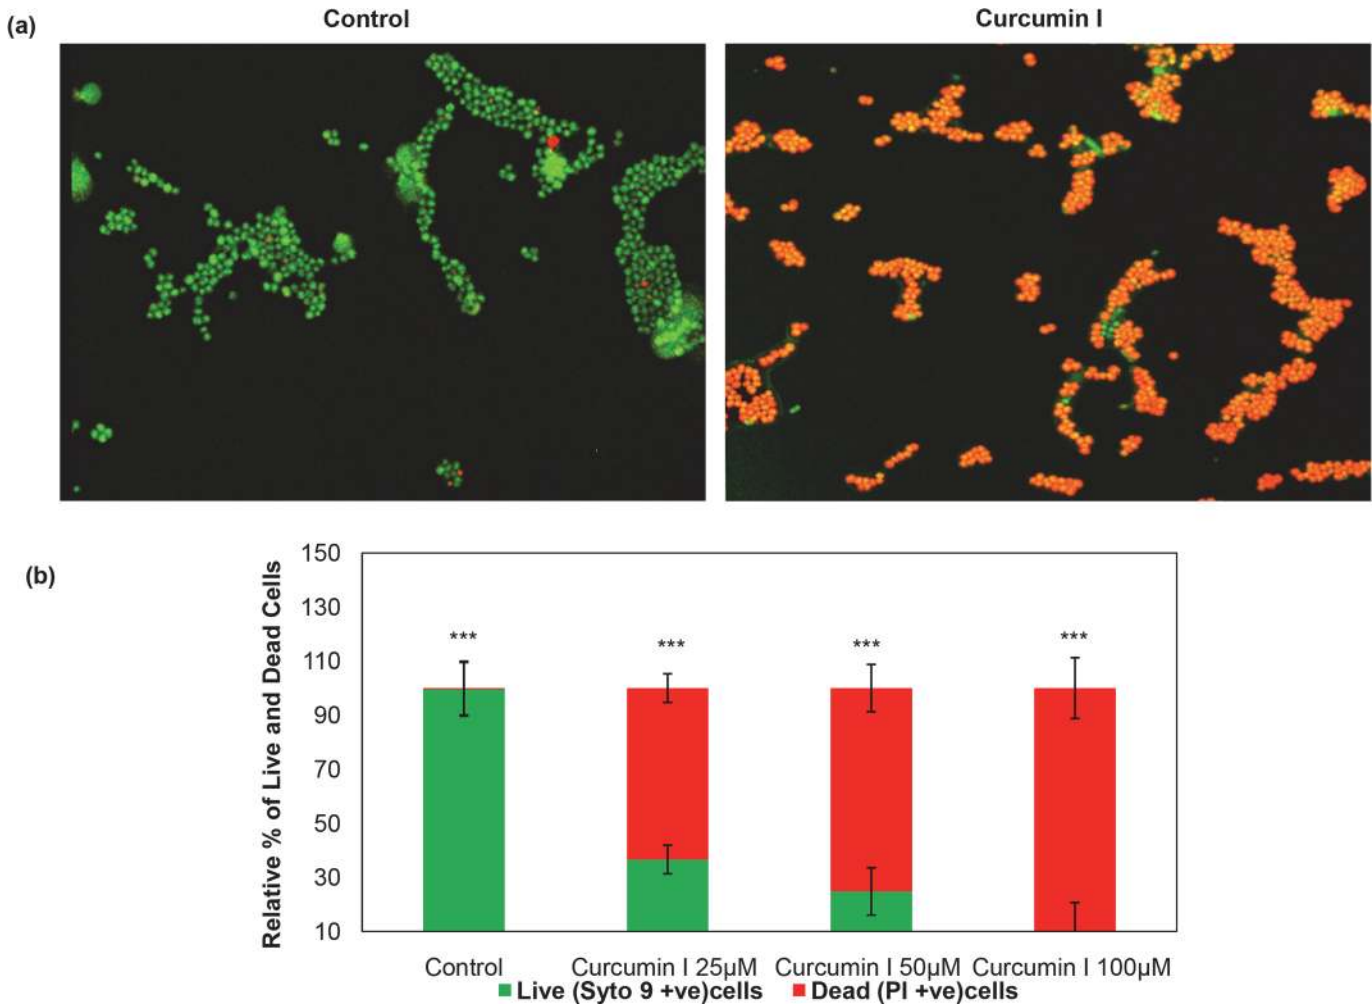 (a)
Control
Curcumin I
(b)
Relative % of Live and Dead Cells
150
130
110
90
70
50
30
10
***
***
***
***
Control
Curcumin I 25µM
Curcumin I 50µM
Curcumin I 100µM
Live (Syto 9 +ve)cells
Dead (PI +ve)cells